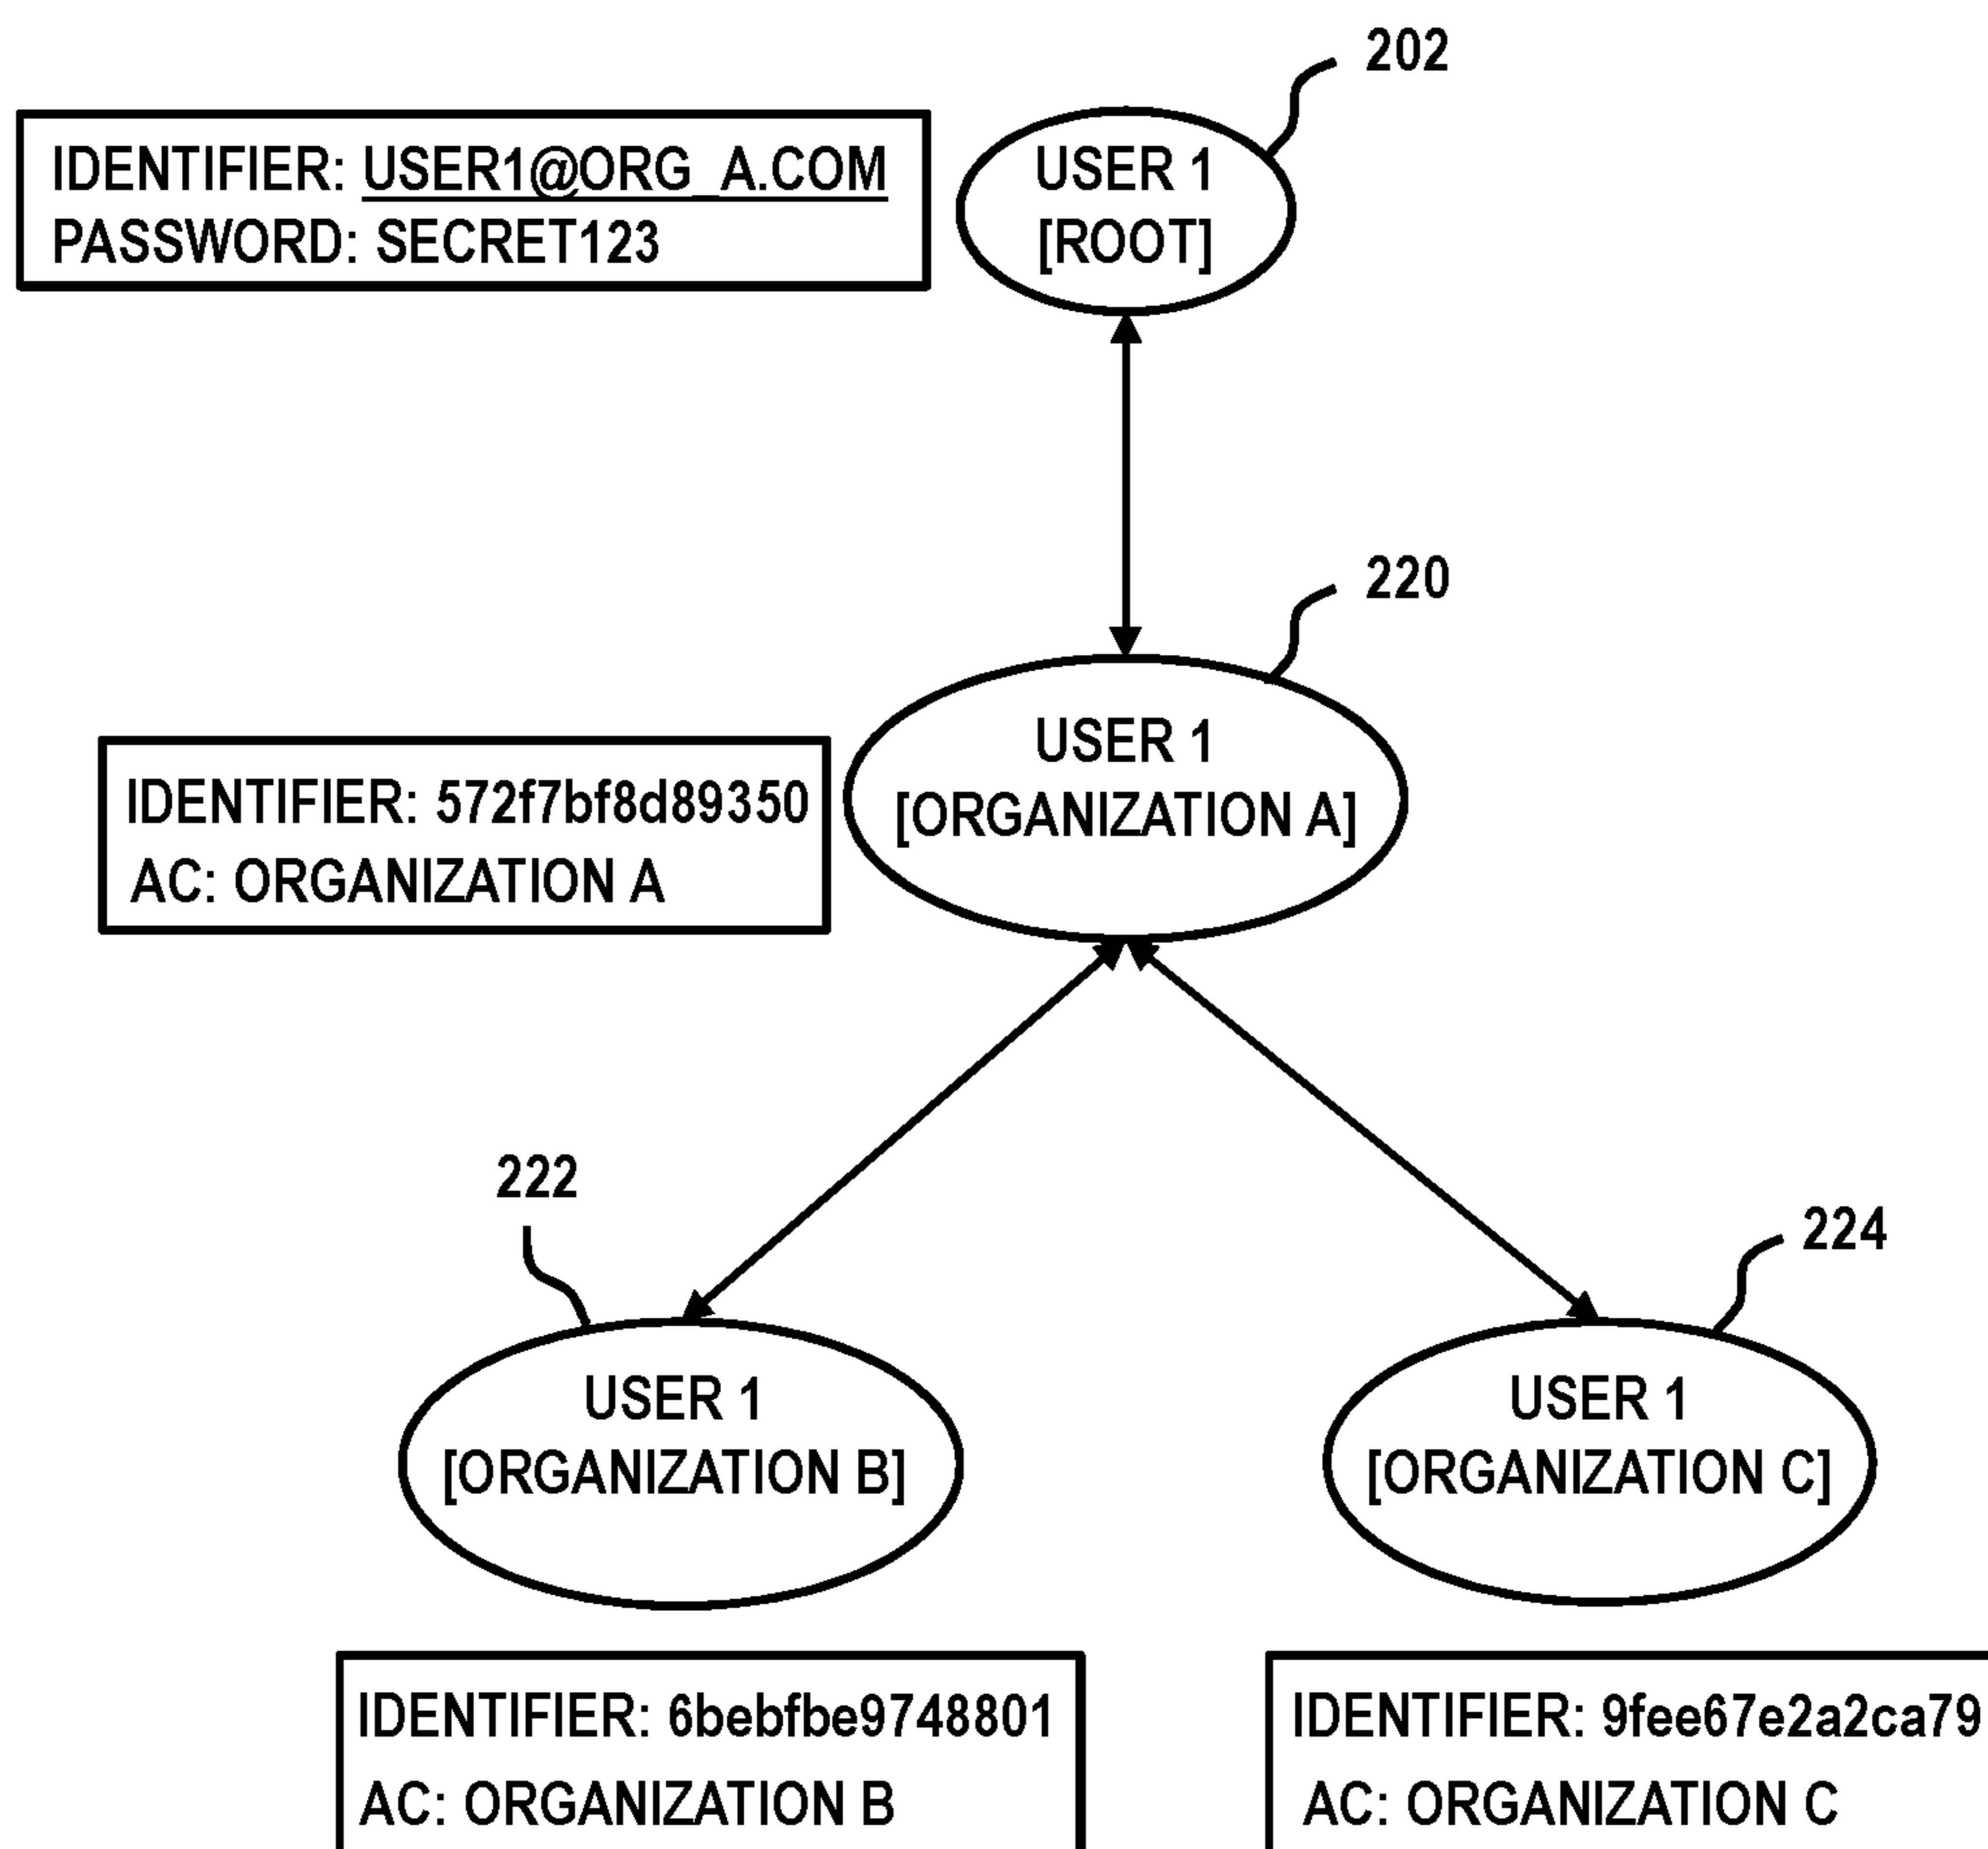 202
IDENTIFIER: USER1@ORG_A.COM
PASSWORD: SECRET123
USER 1
[ROOT]
220
USER 1
[ORGANIZATION A]
IDENTIFIER: 572f7bf8d89350
AC: ORGANIZATION A
222
224
USER 1
[ORGANIZATION B]
USER 1
[ORGANIZATION C]
IDENTIFIER: 6bebfbe9748801
AC: ORGANIZATION B
IDENTIFIER: 9fee67e2a2ca79
AC: ORGANIZATION C